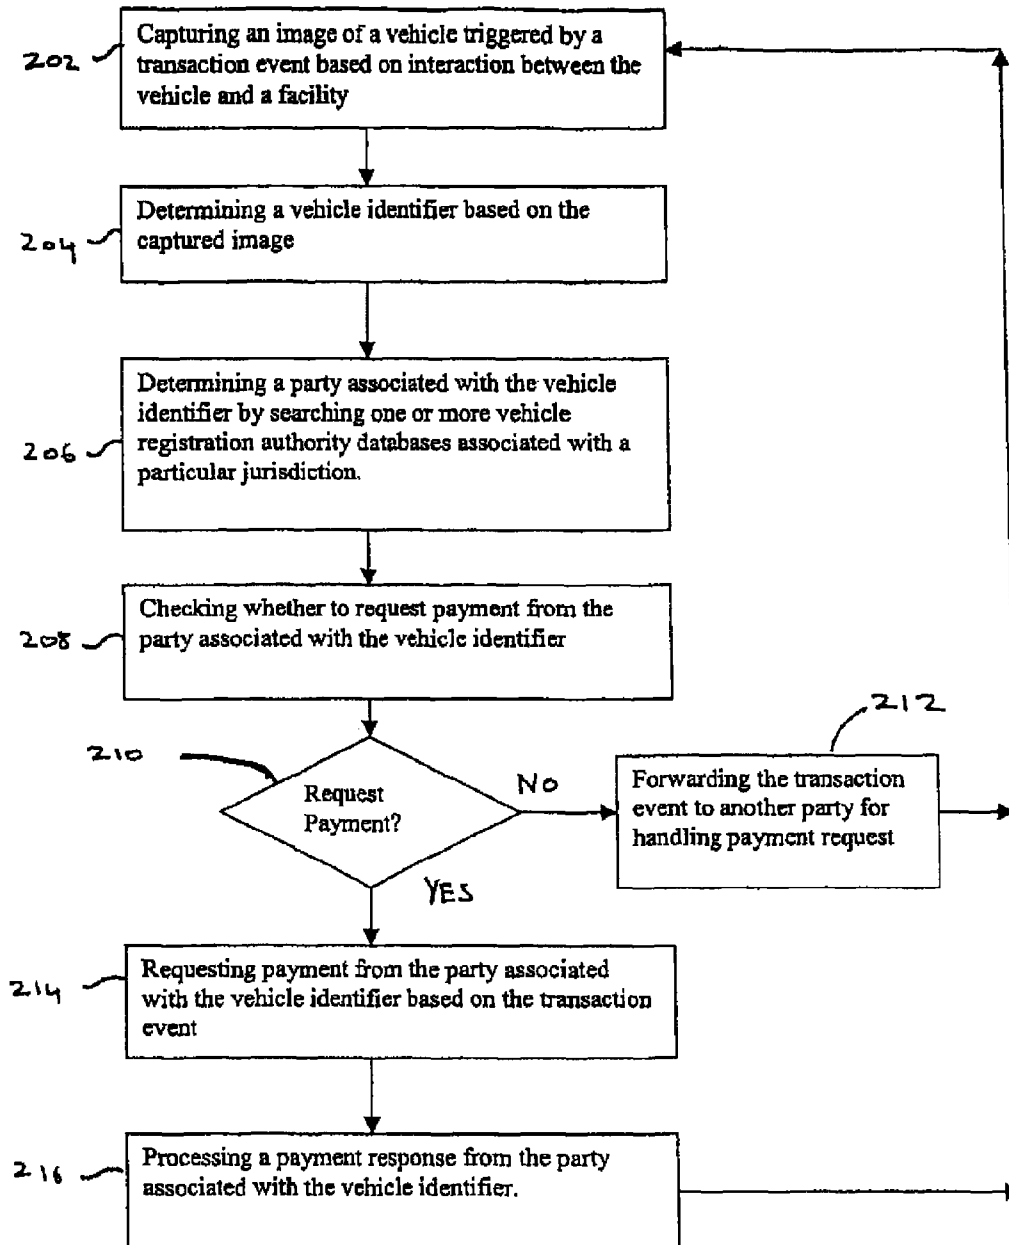 202
Capturing an image of a vehicle triggered by a
transaction event based on interaction between the
vehicle and a facility
204
Determining a vehicle identifier based on the
captured image
206
Determining a party associated with the vehicle
identifier by searching one or more vehicle
registration authority databases associated with a
particular jurisdiction.
208
Checking whether to request payment from the
party associated with the vehicle identifier
210
Request
Payment?
NO
YES
212
Forwarding the transaction
event to another party for
handling payment request
214
Requesting payment from the party associated
with the vehicle identifier based on the transaction
event
216
Processing a payment response from the party
associated with the vehicle identifier.